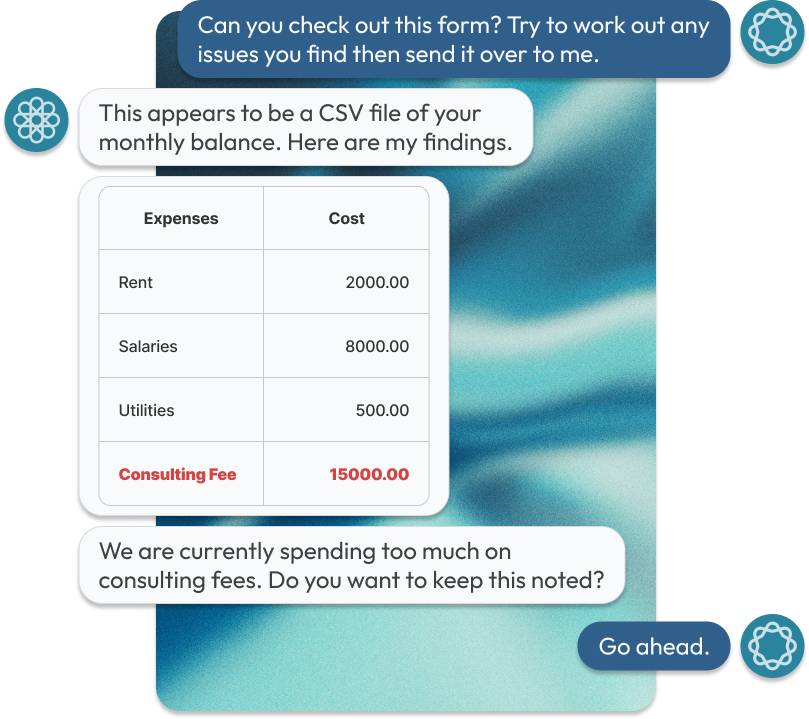 Can you check out this form? Try to work out any
issues you find then send it over to me.
This appears to be a CSV file of your
monthly balance. Here are my findings.
Expenses Cost
Rent 2000.00
Salaries 8000.00
Utilities 500.00
Consulting Fee 15000.00
We are currently spending too much on
consulting fees. Do you want to keep this noted?
Go ahead.